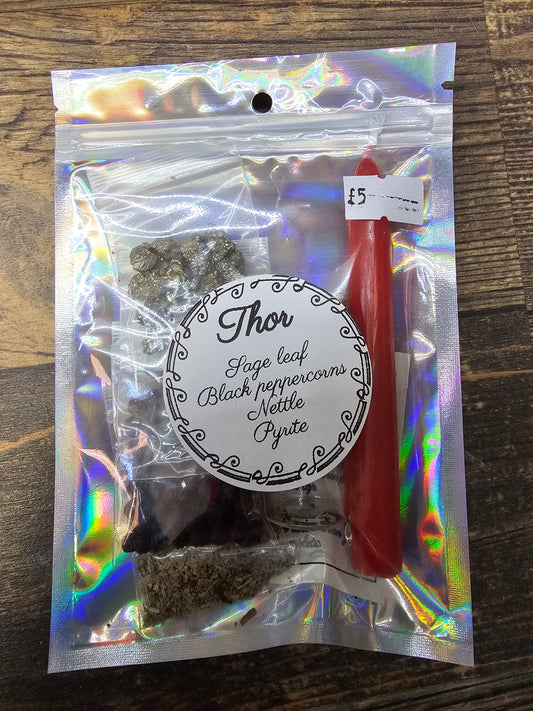 £5
Thor
Sage leaf
Black peppercorns
Nettle
Pyrite